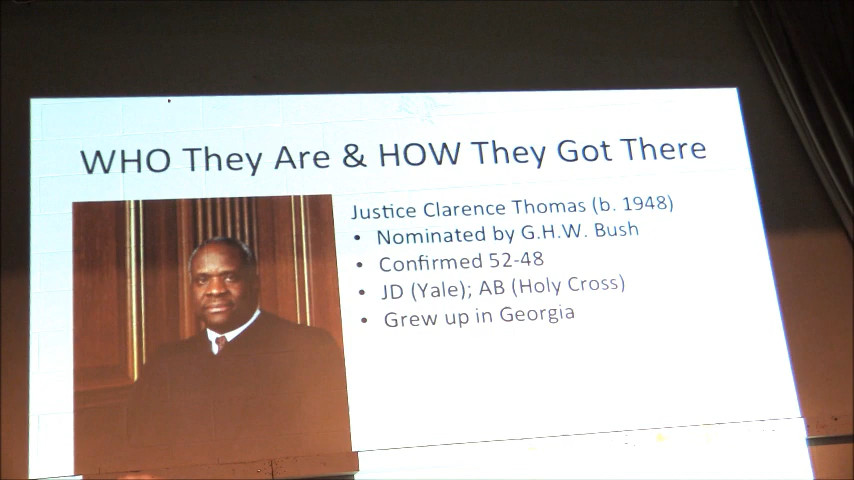 WHO They Are & HOW They Got There
Justice Clarence Thomas (b. 1948)
• Nominated by G.H.W. Bush
• Confirmed 52-48
• JD (Yale); AB (Holy Cross)
• Grew up in Georgia